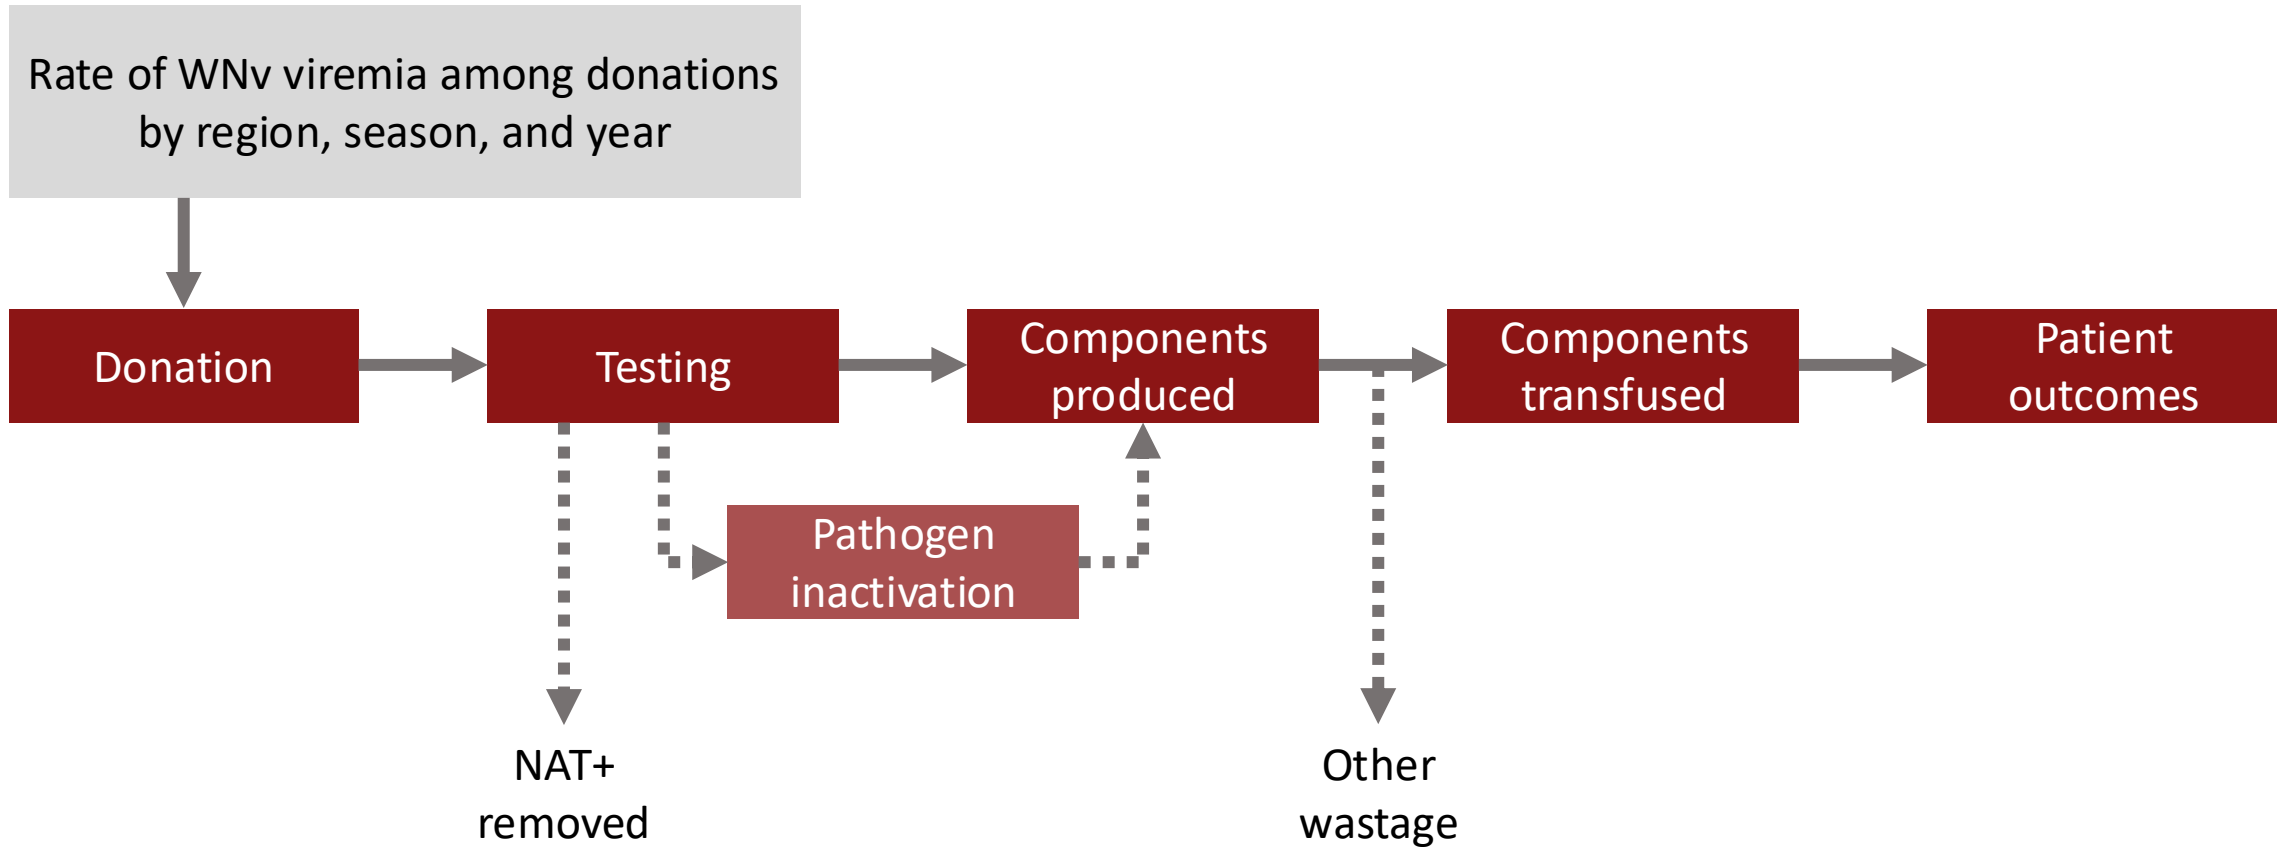 Rate of WNv viremia among donations
by region, season, and year
Donation
Testing
Components
produced
Components
transfused
Patient
outcomes
Pathogen
inactivation
NAT+
removed
Other
wastage